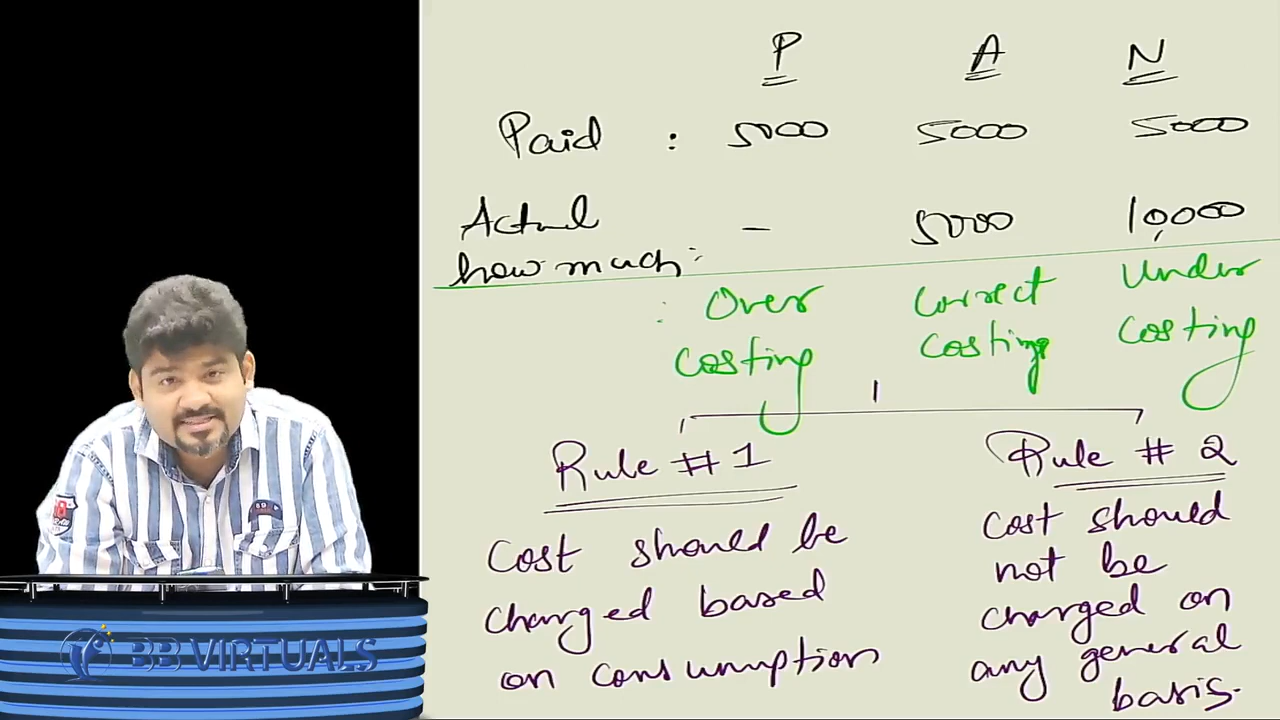 P A N
Paid : 5000 5000 5000
Actual
how much : - 5000 10,000
: Over Correct Under
Costing Costing Costing
Rule #1 Rule # 2
Cost should be
charged based
on consumption
Cost should
not be
charged on
any general
basis.
BB VIRTUALS